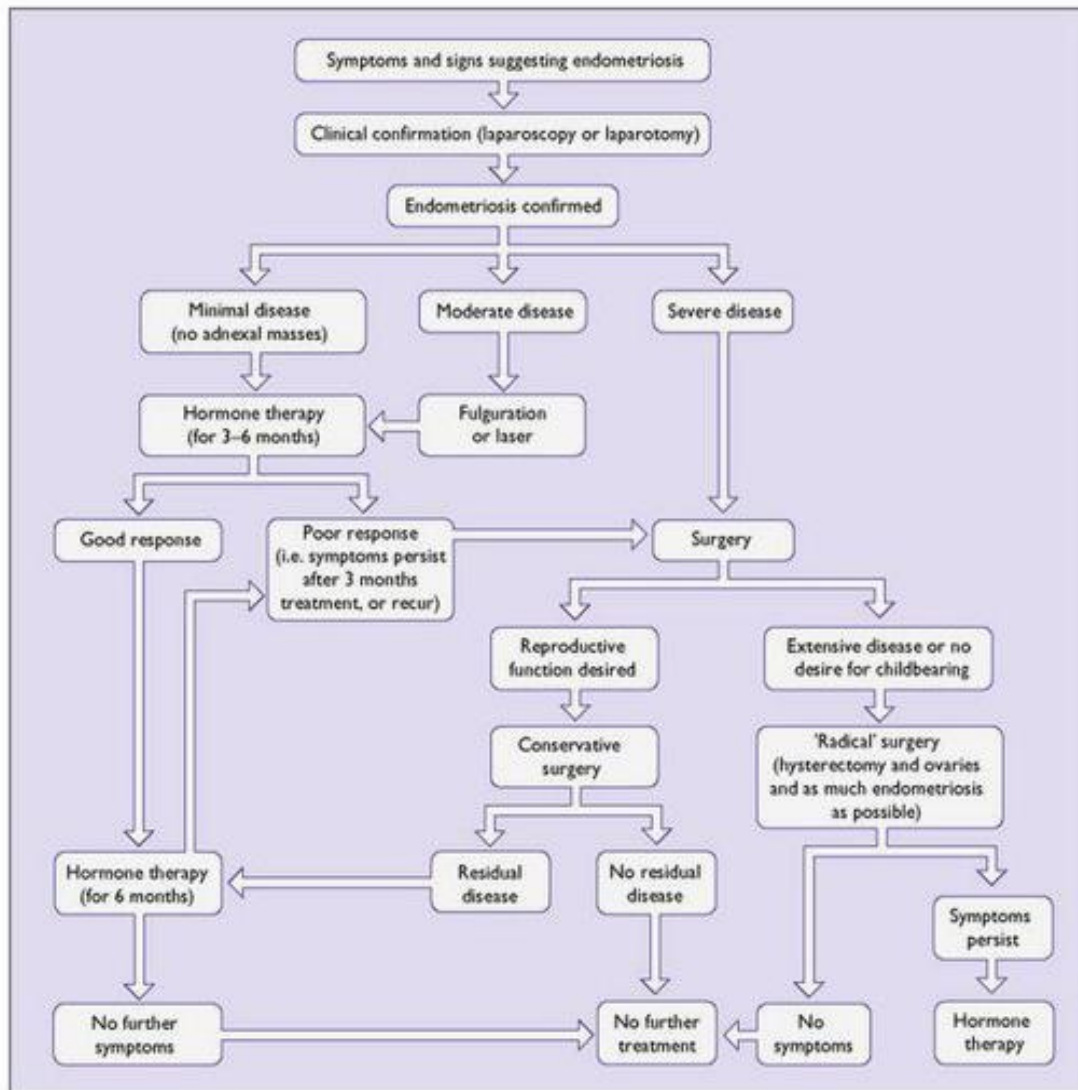 Symptoms and signs suggesting endometriosis
Clinical confirmation (laparoscopy or laparotomy)
Endometriosis confirmed
Minimal disease
(no adnexal masses)
Moderate disease
Severe disease
Hormone therapy
(for 3–6 months)
Fulguration
or laser
Good response
Poor response
(i.e. symptoms persist
after 3 months
treatment, or recur)
Surgery
Reproductive
function desired
Extensive disease or no
desire for childbearing
Conservative
surgery
'Radical' surgery
(hysterectomy and ovaries
and as much endometriosis
as possible)
Hormone therapy
(for 6 months)
Residual
disease
No residual
disease
Symptoms
persist
No further
symptoms
No further
treatment
No
symptoms
Hormone
therapy